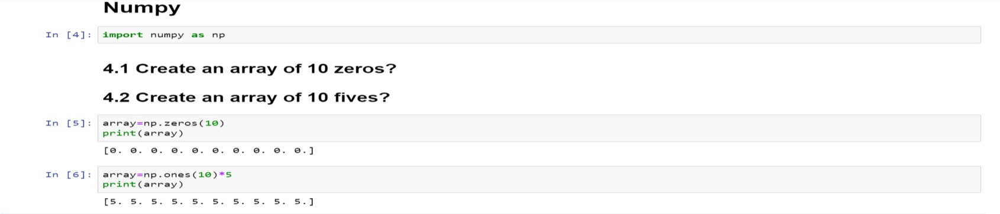 Numpy
In [4]: import numpy as np
4.1 Create an array of 10 zeros?
4.2 Create an array of 10 fives?
In [5]: array=np.zeros(10)
print(array)
[0. 0. 0. 0. 0. 0. 0. 0. 0. 0.]
In [6]: array=np.ones(10)*5
print(array)
[5. 5. 5. 5. 5. 5. 5. 5. 5. 5.]